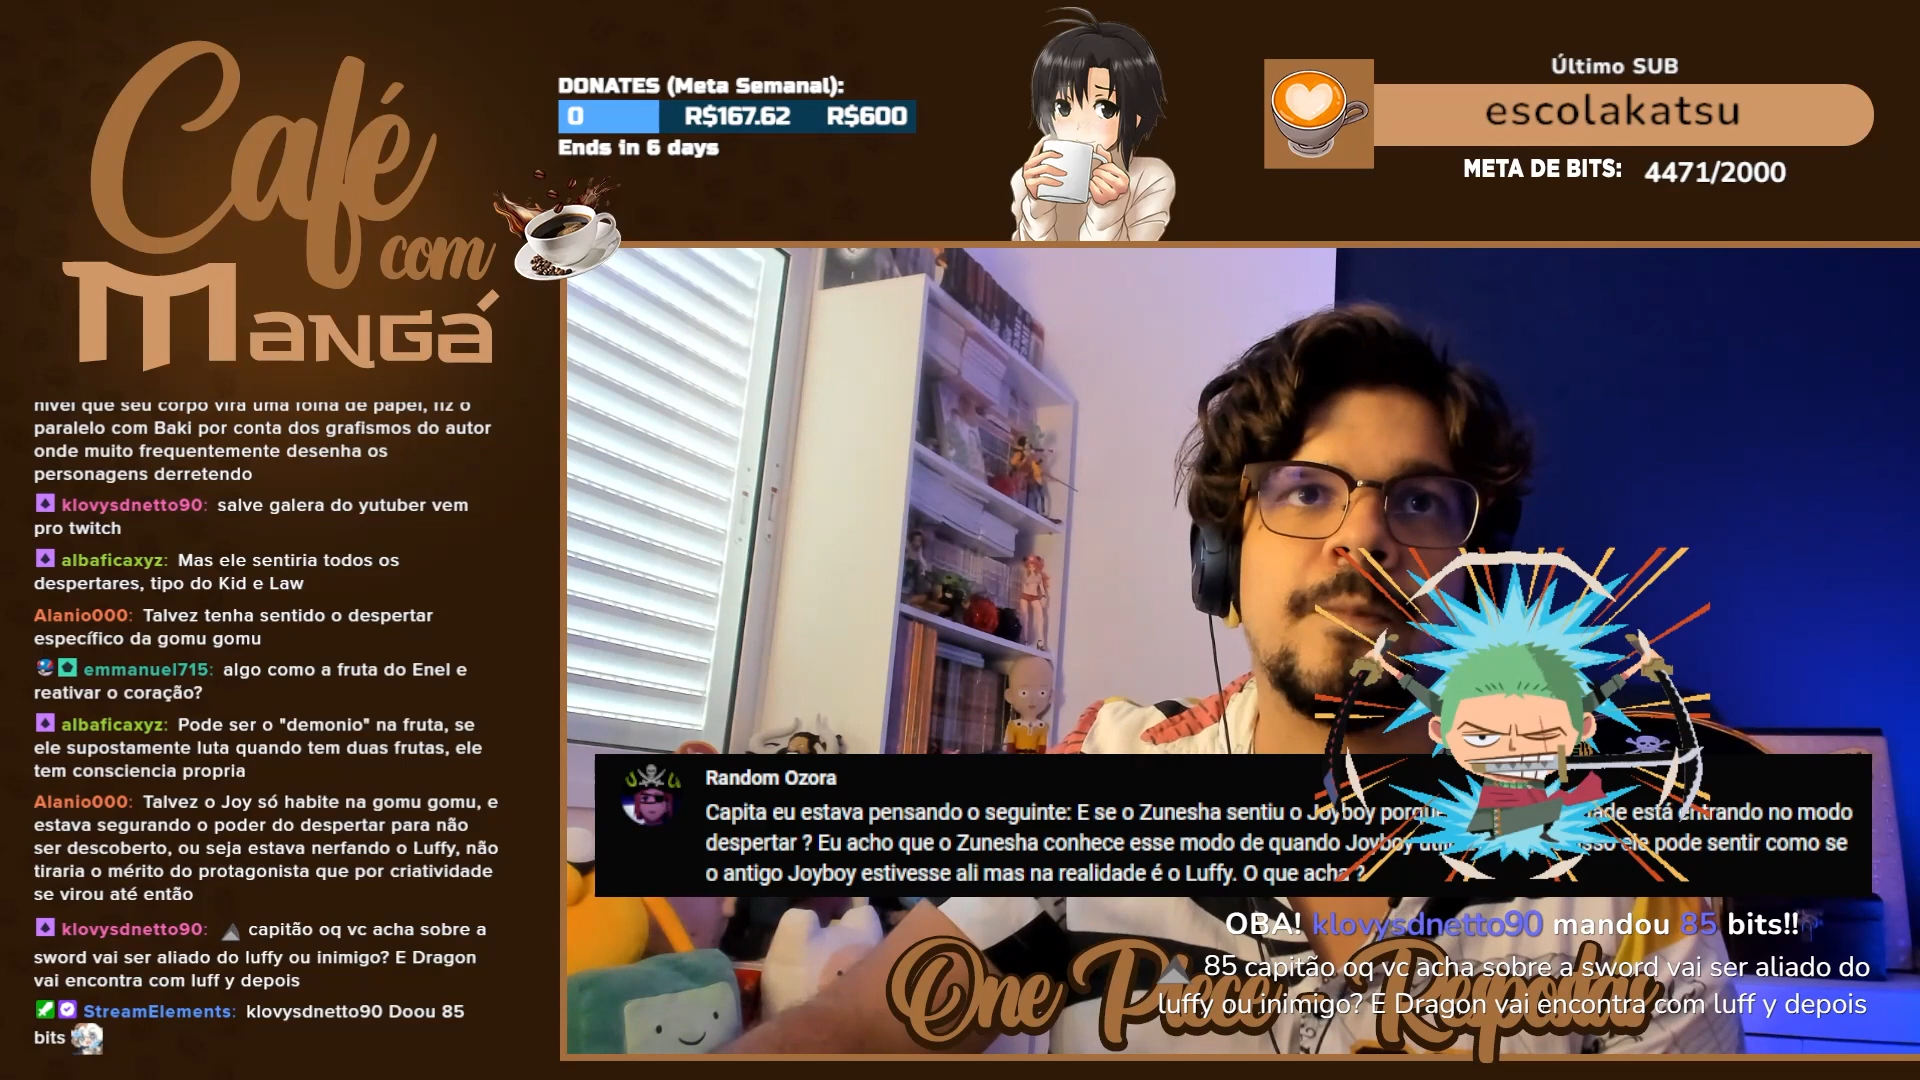 Café
com
Mangá
DONATES (Meta Semanal):
0 R$167.62 R$600
Ends in 6 days
Último SUB
escolakatsu
META DE BITS: 4471/2000
nível que seu corpo vira uma folha de papel, fiz o
paralelo com Baki por conta dos grafismos do autor
onde muito frequentemente desenha os
personagens derretendo
klovysdnetto90: salve galera do yutuber vem
pro twitch
albaficaxyz: Mas ele sentiria todos os
despertares, tipo do Kid e Law
Alanio000: Talvez tenha sentido o despertar
específico da gomu gomu
emmanuel715: algo como a fruta do Enel e
reativar o coração?
albaficaxyz: Pode ser o "demonio" na fruta, se
ele supostamente luta quando tem duas frutas, ele
tem consciencia propria
Alanio000: Talvez o Joy só habite na gomu gomu, e
estava segurando o poder do despertar para não
ser descoberto, ou seja estava nerfando o Luffy, não
tiraria o mérito do protagonista que por criatividade
se virou até então
klovysdnetto90: capitão oq vc acha sobre a
sword vai ser aliado do luffy ou inimigo? E Dragon
vai encontra com luff y depois
StreamElements: klovysdnetto90 Doou 85
bits
Random Ozora
Capita eu estava pensando o seguinte: E se o Zunesha sentiu o Joyboy está entrando no modo
despertar ? Eu acho que o Zunesha conhece esse modo de quando Joyboy ele pode sentir como se
o antigo Joyboy estivesse ali mas na realidade é o Luffy. O que acha ?
OBA! klovysdnetto90 mandou 85 bits!!
85 capitão oq vc acha sobre a sword vai ser aliado do
luffy ou inimigo? E Dragon vai encontra com luff y depois
One Piece Respostas